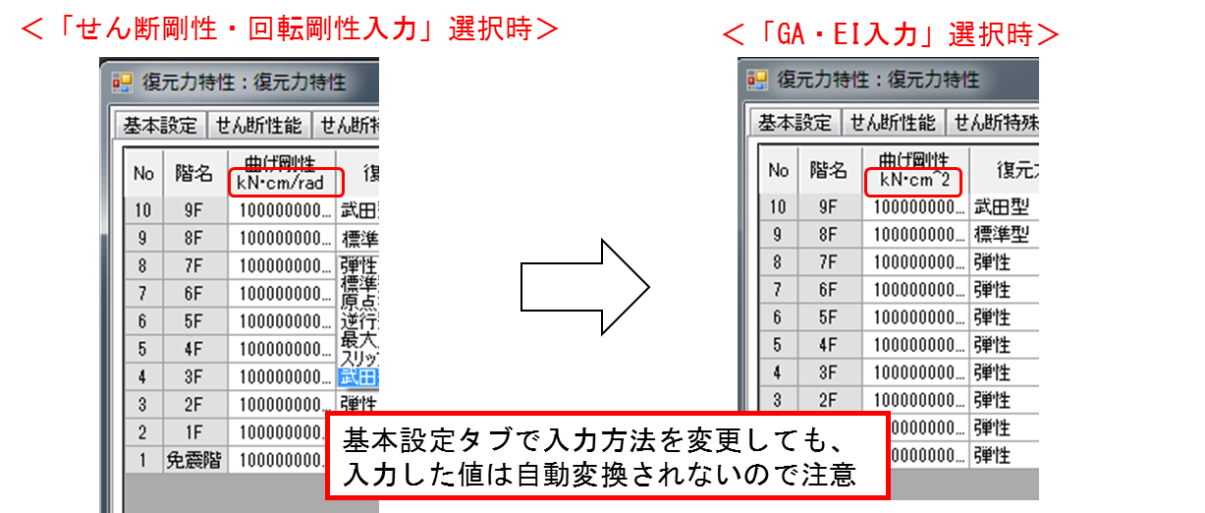 ＜「せん断剛性・回転剛性入力」選択時＞
復元力特性：復元力特性
基本設定 せん断性能 せん断特
No 階名 曲げ剛性
kN・cm/rad 復
10 9F 100000000... 武田
9 8F 100000000... 標準
8 7F 100000000... 弾性
標準
7 6F 100000000... 原点
6 5F 100000000... 逆行
最大
5 4F 100000000... スリップ
4 3F 100000000... 武田
3 2F 100000000... 弾性
2 1F 100000000.
1 免震階 100000000.
＜「GA・EI入力」選択時＞
復元力特性：復元力特性
基本設定 せん断性能 せん断特殊
No 階名 曲げ剛性
kN・cm^2 復元
10 9F 100000000... 武田型
9 8F 100000000... 標準型
8 7F 100000000... 弾性
7 6F 100000000... 弾性
6 5F 100000000... 弾性
5 4F 100000000... 弾性
4 3F 100000000... 弾性
3 2F 100000000... 弾性
0000000... 弾性
0000000... 弾性
基本設定タブで入力方法を変更しても、
入力した値は自動変換されないので注意